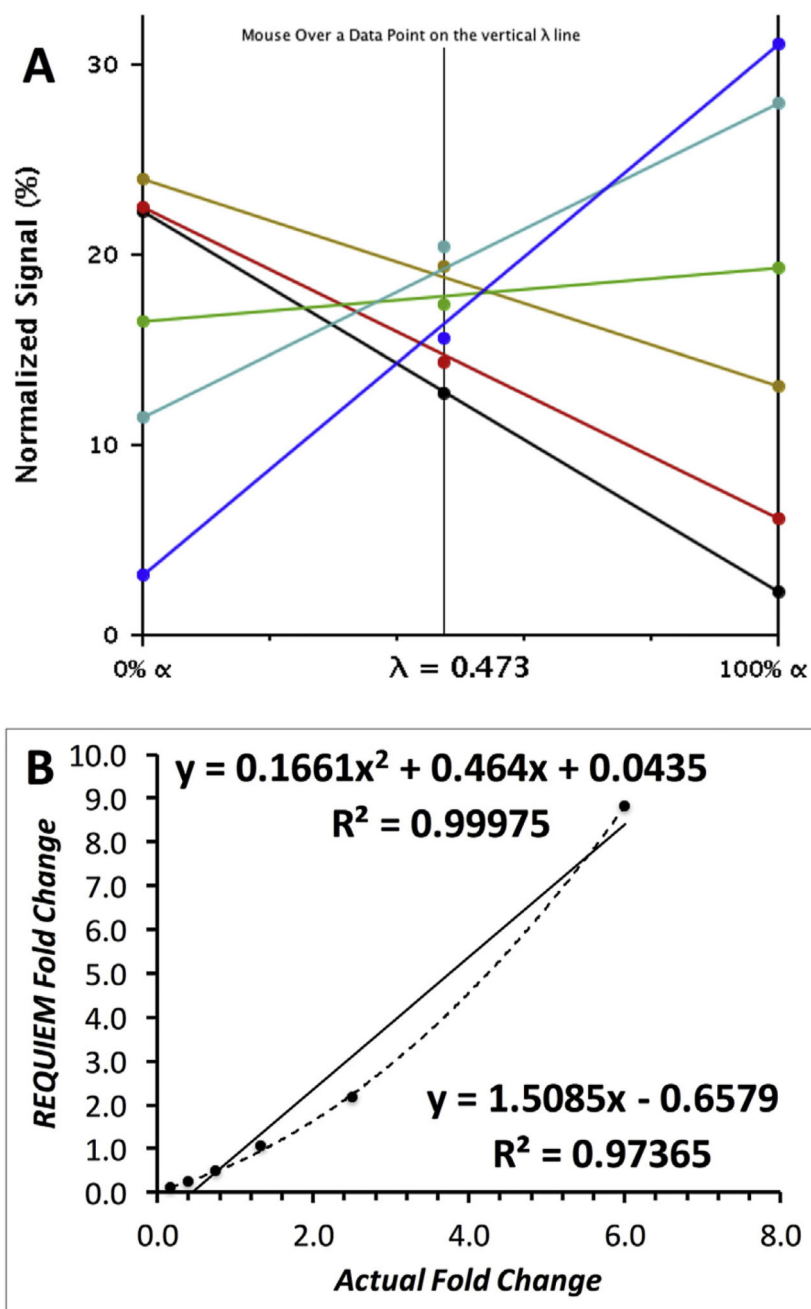 A
Mouse Over a Data Point on the vertical λ line
Normalized Signal (%)
30
20
10
0
0% α
λ = 0.473
100% α
B
y = 0.1661x² + 0.464x + 0.0435
R² = 0.99975
REQUIEM Fold Change
10.0
9.0
8.0
7.0
6.0
5.0
4.0
3.0
2.0
1.0
0.0
y = 1.5085x - 0.6579
R² = 0.97365
0.0 2.0 4.0 6.0 8.0
Actual Fold Change